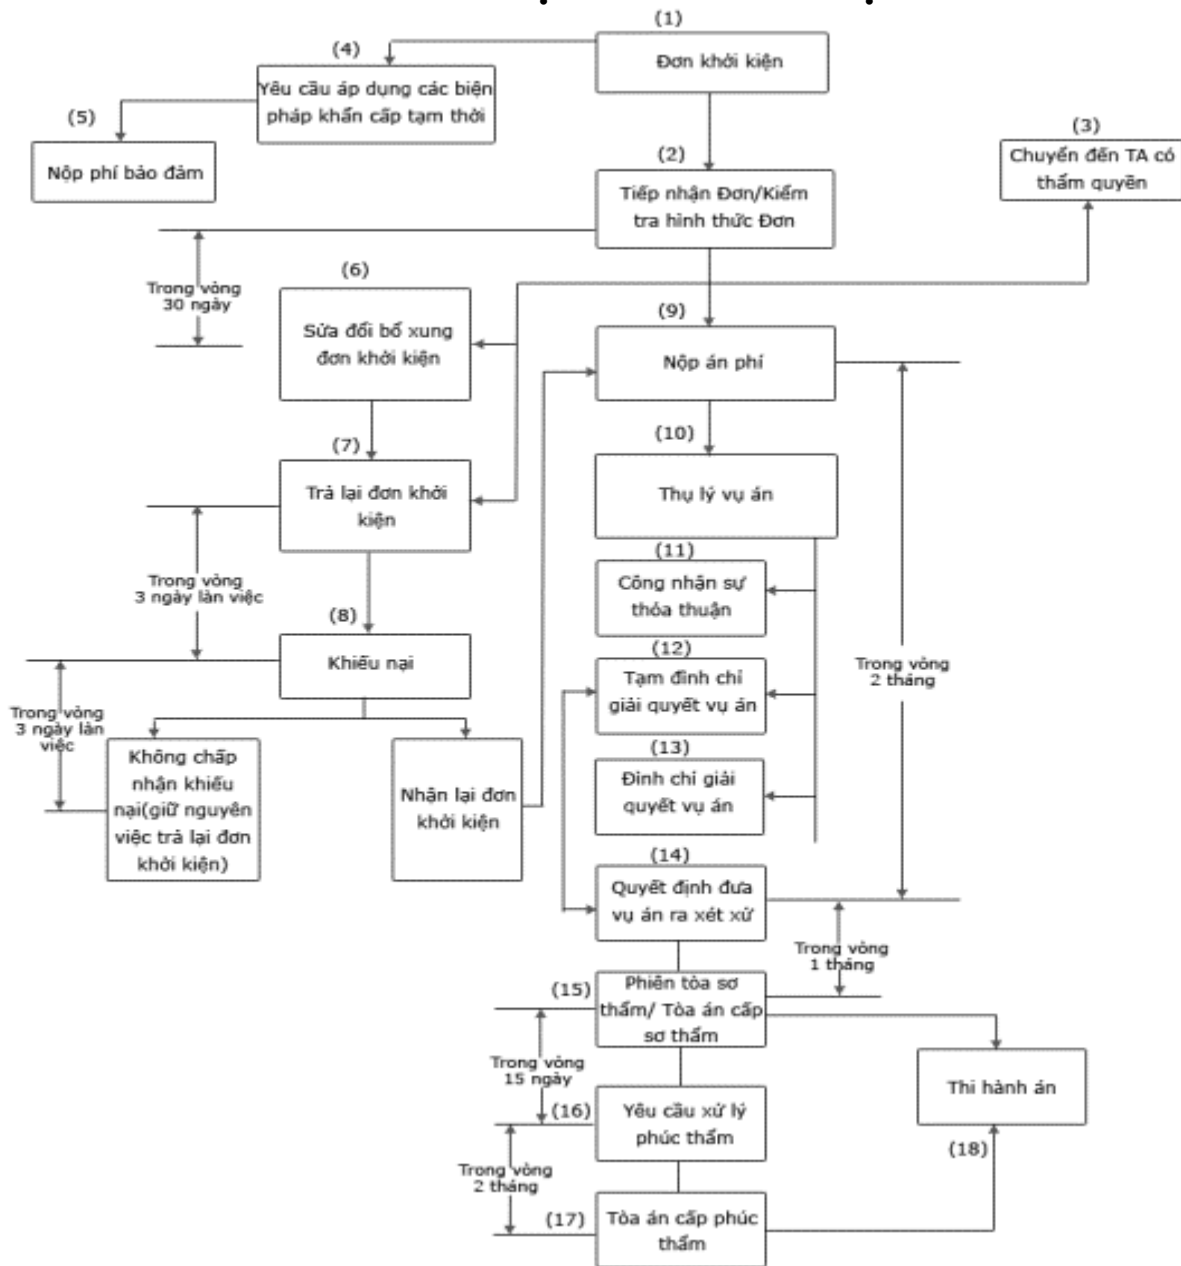 (1)
Đơn khởi kiện
(4)
Yêu cầu áp dụng các biện
pháp khẩn cấp tạm thời
(5)
Nộp phí bảo đảm
(2)
Tiếp nhận Đơn/Kiểm
tra hình thức Đơn
(3)
Chuyển đến TA có
thẩm quyền
Trong vòng
30 ngày
(6)
Sửa đổi bổ xung
đơn khởi kiện
(9)
Nộp án phí
(7)
Trả lại đơn khởi
kiện
(10)
Thụ lý vụ án
Trong vòng
3 ngày làn việc
(11)
Công nhận sự
thỏa thuận
(8)
Khiếu nại
(12)
Tạm đình chỉ
giải quyết vụ án
Trong vòng
2 tháng
Trong vòng
3 ngày làn
việc
Không chấp
nhận khiếu
nại(giữ nguyên
việc trả lại đơn
khởi kiện)
Nhận lại đơn
khởi kiện
(13)
Đình chỉ giải
quyết vụ án
(14)
Quyết định đưa
vụ án ra xét xử
Trong vòng
1 tháng
(15)
Phiên tòa sơ
thẩm/ Tòa án cấp
sơ thẩm
Trong vòng
15 ngày
Thi hành án
(16)
Yêu cầu xử lý
phúc thẩm
(18)
Trong vòng
2 tháng
(17)
Tòa án cấp phúc
thẩm